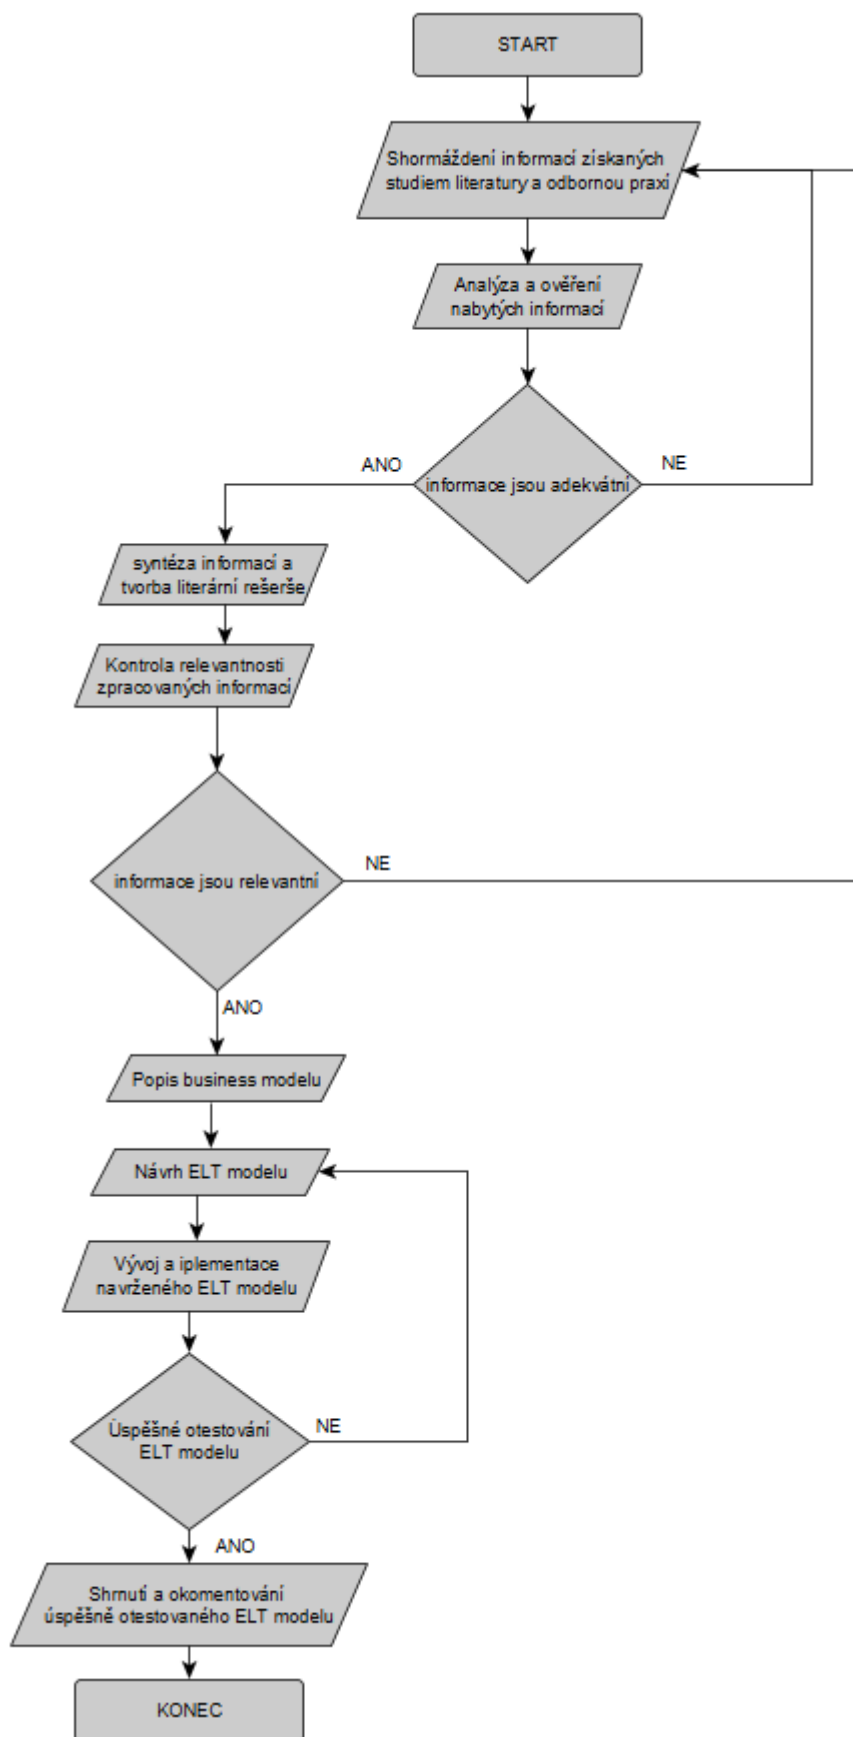 START
Shormáždení informací získaných
studiem literatury a odbornou praxí
Analýza a ověření
nabytých informací
informace jsou adekvátní
ANO
NE
syntéza informací a
tvorba literární rešerše
Kontrola relevantnosti
zpracovaných informací
informace jsou relevantní
NE
ANO
Popis business modelu
Návrh ELT modelu
Vývoj a iplementace
navrženého ELT modelu
Úspěšné otestování
ELT modelu
NE
ANO
Shrnutí a okomentování
úspěšně otestovaného ELT modelu
KONEC